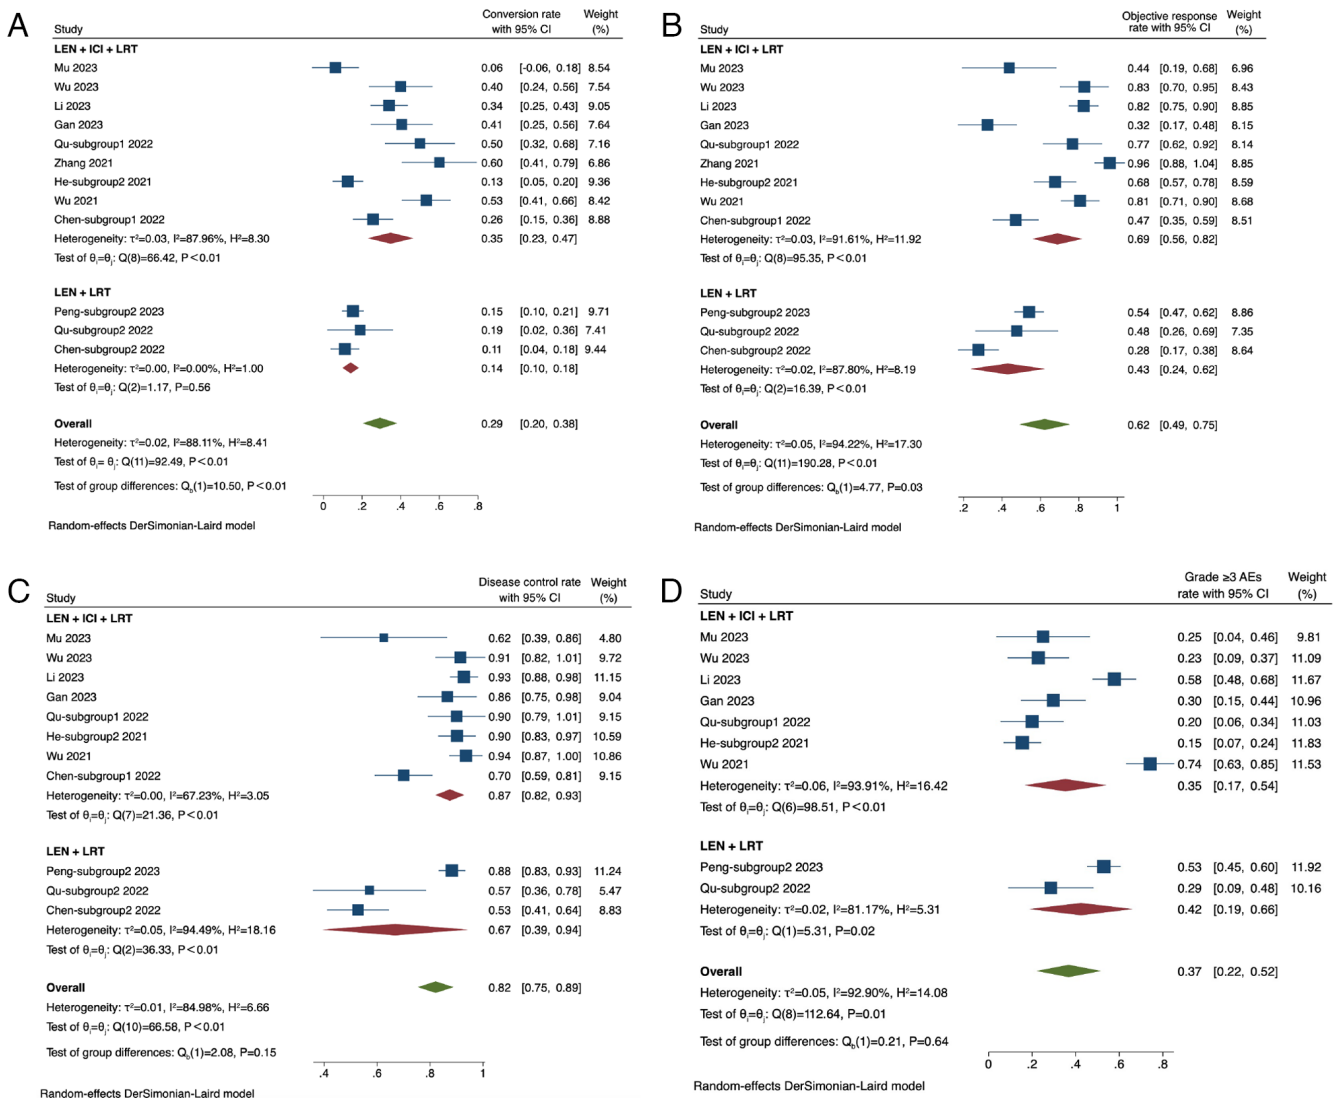 A
Study Conversion rate with 95% CI Weight (%)
LEN + ICI + LRT
Mu 2023 0.06 [-0.06, 0.18] 8.54
Wu 2023 0.40 [0.24, 0.56] 7.54
Li 2023 0.34 [0.25, 0.43] 9.05
Gan 2023 0.41 [0.25, 0.56] 7.64
Qu-subgroup1 2022 0.50 [0.32, 0.68] 7.16
Zhang 2021 0.60 [0.41, 0.79] 6.86
He-subgroup2 2021 0.13 [0.05, 0.20] 9.36
Wu 2021 0.53 [0.41, 0.66] 8.42
Chen-subgroup1 2022 0.26 [0.15, 0.36] 8.88
Heterogeneity: τ²=0.03, I²=87.96%, H²=8.30 0.35 [0.23, 0.47]
Test of θi=θj: Q(8)=66.42, P<0.01
LEN + LRT
Peng-subgroup2 2023 0.15 [0.10, 0.21] 9.71
Qu-subgroup2 2022 0.19 [0.02, 0.36] 7.41
Chen-subgroup2 2022 0.11 [0.04, 0.18] 9.44
Heterogeneity: τ²=0.00, I²=0.00%, H²=1.00 0.14 [0.10, 0.18]
Test of θi=θj: Q(2)=1.17, P=0.56
Overall 0.29 [0.20, 0.38]
Heterogeneity: τ²=0.02, I²=88.11%, H²=8.41
Test of θi= θj: Q(11)=92.49, P<0.01
Test of group differences: Qb(1)=10.50, P<0.01
0 .2 .4 .6 .8
Random-effects DerSimonian-Laird model
B
Study Objective response rate with 95% CI Weight (%)
LEN + ICI + LRT
Mu 2023 0.44 [0.19, 0.68] 6.96
Wu 2023 0.83 [0.70, 0.95] 8.43
Li 2023 0.82 [0.75, 0.90] 8.85
Gan 2023 0.32 [0.17, 0.48] 8.15
Qu-subgroup1 2022 0.77 [0.62, 0.92] 8.14
Zhang 2021 0.96 [0.88, 1.04] 8.85
He-subgroup2 2021 0.68 [0.57, 0.78] 8.59
Wu 2021 0.81 [0.71, 0.90] 8.68
Chen-subgroup1 2022 0.47 [0.35, 0.59] 8.51
Heterogeneity: τ²=0.03, I²=91.61%, H²=11.92 0.69 [0.56, 0.82]
Test of θi=θj: Q(8)=95.35, P<0.01
LEN + LRT
Peng-subgroup2 2023 0.54 [0.47, 0.62] 8.86
Qu-subgroup2 2022 0.48 [0.26, 0.69] 7.35
Chen-subgroup2 2022 0.28 [0.17, 0.38] 8.64
Heterogeneity: τ²=0.02, I²=87.80%, H²=8.19 0.43 [0.24, 0.62]
Test of θi=θj: Q(2)=16.39, P<0.01
Overall 0.62 [0.49, 0.75]
Heterogeneity: τ²=0.05, I²=94.22%, H²=17.30
Test of θi=θj: Q(11)=190.28, P<0.01
Test of group differences: Qb(1)=4.77, P=0.03
.2 .4 .6 .8 1
Random-effects DerSimonian-Laird model
C
Study Disease control rate with 95% CI Weight (%)
LEN + ICI + LRT
Mu 2023 0.62 [0.39, 0.86] 4.80
Wu 2023 0.91 [0.82, 1.01] 9.72
Li 2023 0.93 [0.88, 0.98] 11.15
Gan 2023 0.86 [0.75, 0.98] 9.04
Qu-subgroup1 2022 0.90 [0.79, 1.01] 9.15
He-subgroup2 2021 0.90 [0.83, 0.97] 10.59
Wu 2021 0.94 [0.87, 1.00] 10.86
Chen-subgroup1 2022 0.70 [0.59, 0.81] 9.15
Heterogeneity: τ²=0.00, I²=67.23%, H²=3.05 0.87 [0.82, 0.93]
Test of θi=θj: Q(7)=21.36, P<0.01
LEN + LRT
Peng-subgroup2 2023 0.88 [0.83, 0.93] 11.24
Qu-subgroup2 2022 0.57 [0.36, 0.78] 5.47
Chen-subgroup2 2022 0.53 [0.41, 0.64] 8.83
Heterogeneity: τ²=0.05, I²=94.49%, H²=18.16 0.67 [0.39, 0.94]
Test of θi=θj: Q(2)=36.33, P<0.01
Overall 0.82 [0.75, 0.89]
Heterogeneity: τ²=0.01, I²=84.98%, H²=6.66
Test of θi=θj: Q(10)=66.58, P<0.01
Test of group differences: Qb(1)=2.08, P=0.15
.4 .6 .8 1
Random-effects DerSimonian-Laird model
D
Study Grade ≥3 AEs rate with 95% CI Weight (%)
LEN + ICI + LRT
Mu 2023 0.25 [0.04, 0.46] 9.81
Wu 2023 0.23 [0.09, 0.37] 11.09
Li 2023 0.58 [0.48, 0.68] 11.67
Gan 2023 0.30 [0.15, 0.44] 10.96
Qu-subgroup1 2022 0.20 [0.06, 0.34] 11.03
He-subgroup2 2021 0.15 [0.07, 0.24] 11.83
Wu 2021 0.74 [0.63, 0.85] 11.53
Heterogeneity: τ²=0.06, I²=93.91%, H²=16.42 0.35 [0.17, 0.54]
Test of θi=θj: Q(6)=98.51, P<0.01
LEN + LRT
Peng-subgroup2 2023 0.53 [0.45, 0.60] 11.92
Qu-subgroup2 2022 0.29 [0.09, 0.48] 10.16
Heterogeneity: τ²=0.02, I²=81.17%, H²=5.31 0.42 [0.19, 0.66]
Test of θi=θj: Q(1)=5.31, P=0.02
Overall 0.37 [0.22, 0.52]
Heterogeneity: τ²=0.05, I²=92.90%, H²=14.08
Test of θi=θj: Q(8)=112.64, P=0.01
Test of group differences: Qb(1)=0.21, P=0.64
0 .2 .4 .6 .8
Random-effects DerSimonian-Laird model